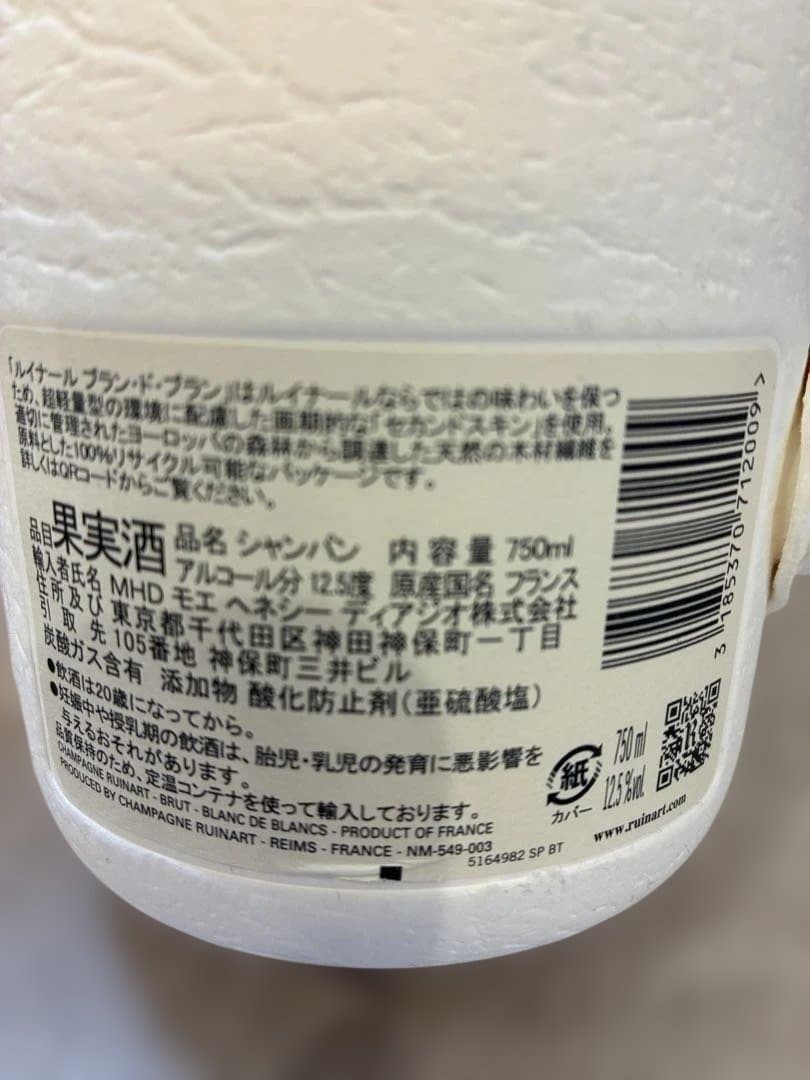 「ルイナール ブラン・ド・ブラン」はルイナールならではの味わいを保つ
ため、超軽量型の環境に配慮した画期的な「セカンドスキン」を使用。
適切に管理されたヨーロッパの森林から調達した天然の木材繊維を
原料とした100%リサイクル可能なパッケージです。
詳しくはQRコードからご覧ください。
品目 果実酒 品名 シャンパン 内容量 750ml
アルコール分 12.5度 原産国名 フランス
輸入者氏名 MHD モエ ヘネシー ディアジオ株式会社
住所及び 東京都千代田区神田神保町一丁目
引取先 105番地 神保町三井ビル
炭酸ガス含有 添加物 酸化防止剤(亜硫酸塩)
●飲酒は20歳になってから。
●妊娠中や授乳期の飲酒は、胎児・乳児の発育に悪影響を
与えるおそれがあります。
品質保持のため、定温コンテナを使って輸入しております。
CHAMPAGNE RUINART - BRUT - BLANC DE BLANCS - PRODUCT OF FRANCE
PRODUCED BY CHAMPAGNE RUINART - REIMS - FRANCE - NM-549-003
5164982 SP BT
3 185370 712009 >
紙
カバー
750 ml
12.5 %vol.
www.ruinart.com